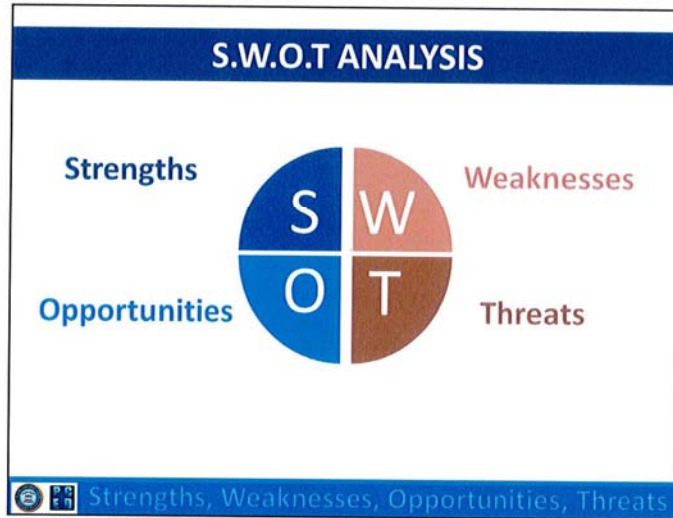 S.W.O.T ANALYSIS
Strengths
Weaknesses
S W
O T
Opportunities
Threats
Strengths, Weaknesses, Opportunities, Threats